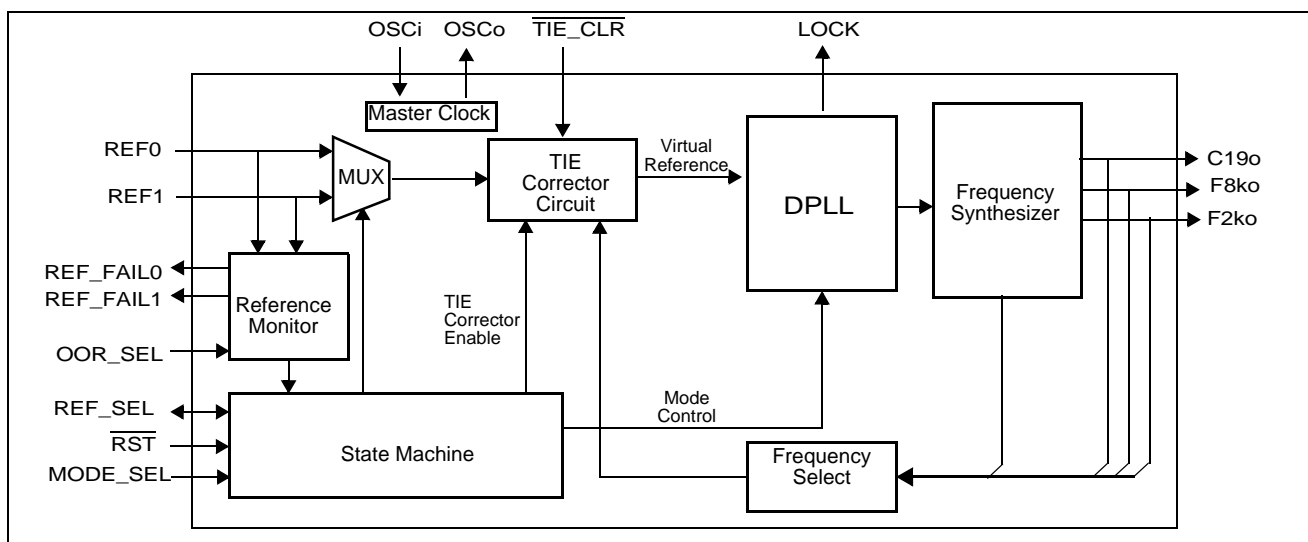 OSCi
OSCo
TIE_CLR
LOCK
Master Clock
REF0
REF1
MUX
TIE
Corrector
Circuit
Virtual
Reference
DPLL
Frequency
Synthesizer
C19o
F8ko
F2ko
REF_FAIL0
REF_FAIL1
OOR_SEL
Reference
Monitor
TIE
Corrector
Enable
REF_SEL
RST
MODE_SEL
State Machine
Mode
Control
Frequency
Select